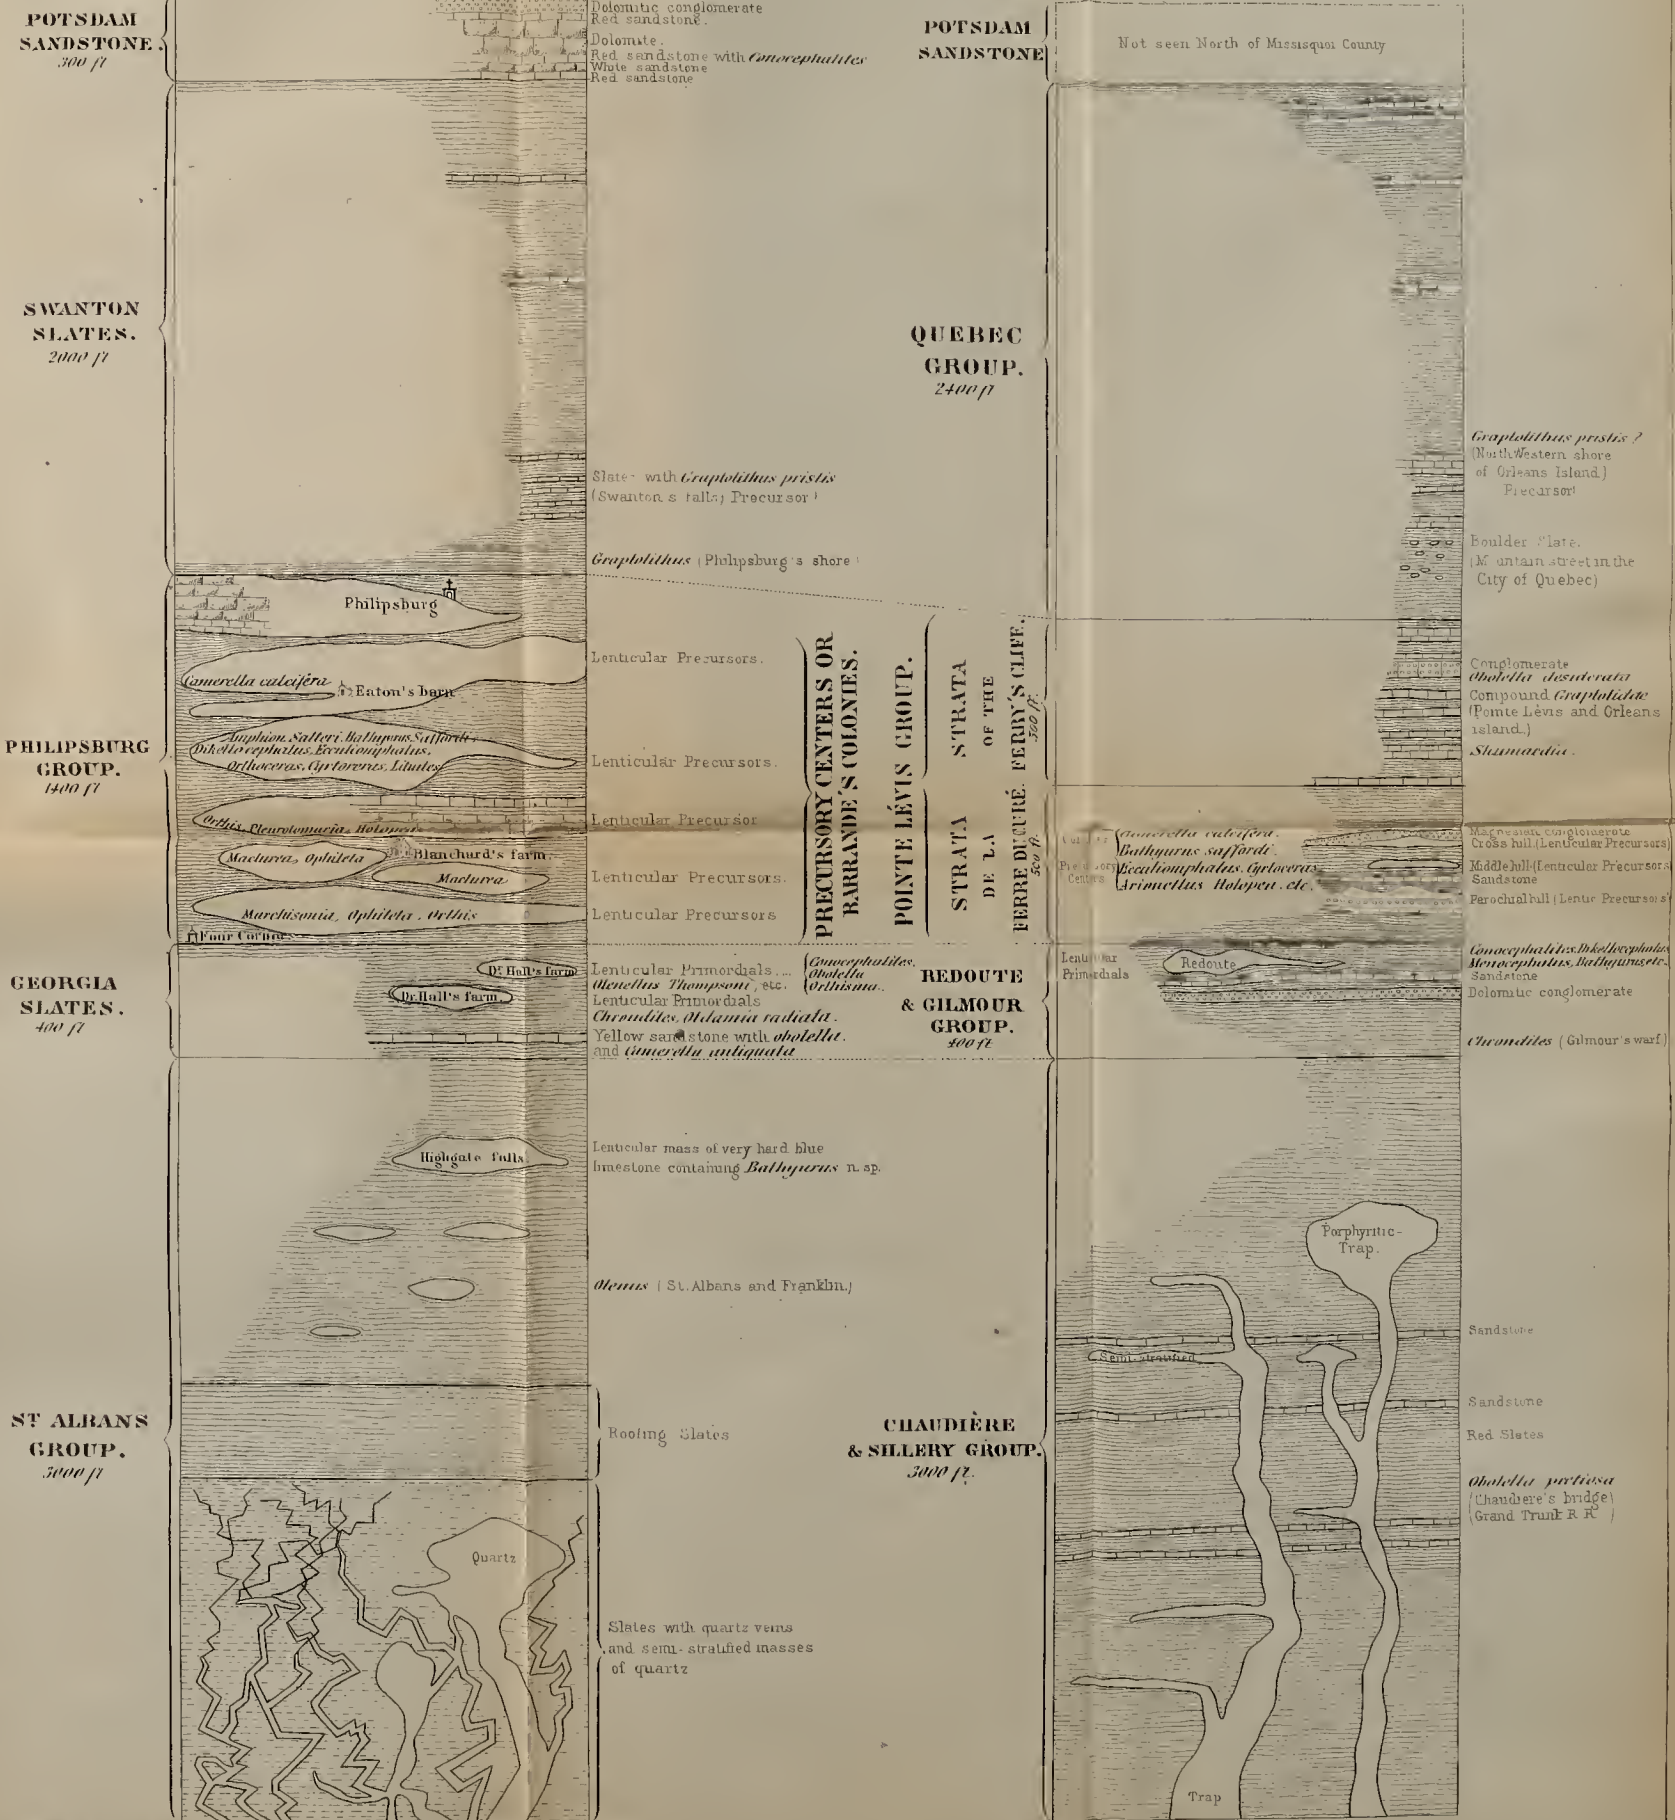 POTSDAM
SANDSTONE.
300 ft
Dolomitic conglomerate
Red sandstone.
Dolomite.
Red sandstone with Conocephalites
White sandstone
Red sandstone
SWANTON
SLATES.
2000 ft
Slate with Graptolithus pristis
(Swanton s falls) Precursor!
Graptolithus (Philipsburg's shore)
PHILIPSBURG
GROUP.
1400 ft
Philipsburg
Camerella calcifera
Eaton's barn
Lenticular Precursors.
Amphion Salteri, Bathyurus Saffordi
Dikellocephalus, Ecculiomphalus,
Orthoceras, Cyrtoceras, Lituites
Lenticular Precursors.
Orthis, Pleurotomaria, Holopea
Lenticular Precursor
Maclurea, Ophileta
Blanchard's farm.
Maclurea
Lenticular Precursors.
Murchisonia, Ophileta, Orthis
Lenticular Precursors
Four Corners
PRECURSORY CENTERS OR
BARRANDE'S COLONIES.
GEORGIA
SLATES.
400 ft
Dr Hall's farm
Dr. Hall's farm.
Lenticular Primordials....
Olenellus Thompsoni, etc.
Conocephalites,
Obolella
Orthisina.
Lenticular Primordials
Chrondites, Oldamia radiata.
Yellow sandstone with obolella.
and Camerella antiquata
ST ALBANS
GROUP.
3000 ft
Highgate falls.
Lenticular mass of very hard blue
limestone containing Bathyurus n. sp.
Olenus (St. Albans and Franklin.)
Roofing Slates
Quartz
Slates with quartz veins
and semi-stratified masses
of quartz
POTSDAM
SANDSTONE
Not seen North of Missisquoi County
QUEBEC
GROUP.
2400 ft
Graptolithus pristis?
(North Western shore
of Orleans Island)
Precursor!
Boulder Slate.
(Mountain street in the
City of Quebec)
POINTE LÉVIS GROUP.
STRATA
OF THE
FERRY'S CLIFF.
500 ft.
Conglomerate
Obolella desiderata
Compound Graptolidae
(Pointe Lévis and Orleans
island.)
Shumardia.
STRATA
DE LA
FERRE DU CURÉ.
500 ft.
Precursory
Centers
Camerella calcifera.
Bathyurus saffordi.
Ecculiomphalus, Cyrtoceras
Arionellus Holopea. etc.
Magnesian conglomerate
Cross hill. (Lenticular Precursors)
Middle hill (Lenticular Precursors
Sandstone
Parochial hill (Lentic Precursors)
REDOUTE
& GILMOUR
GROUP.
400 ft
Lenticular
Primordials
Redoute
Conocephalites, Dikellocephalus,
Menocephalus, Bathyurus, etc.
Sandstone
Dolomitic conglomerate
Chrondites (Gilmour's warf)
CHAUDIÈRE
& SILLERY GROUP.
3000 ft.
Porphyritic-
Trap.
Semi-stratified
Sandstone
Sandstone
Red Slates
Obolella pretiosa
(Chaudiere's bridge)
(Grand Trunk R R )
Trap